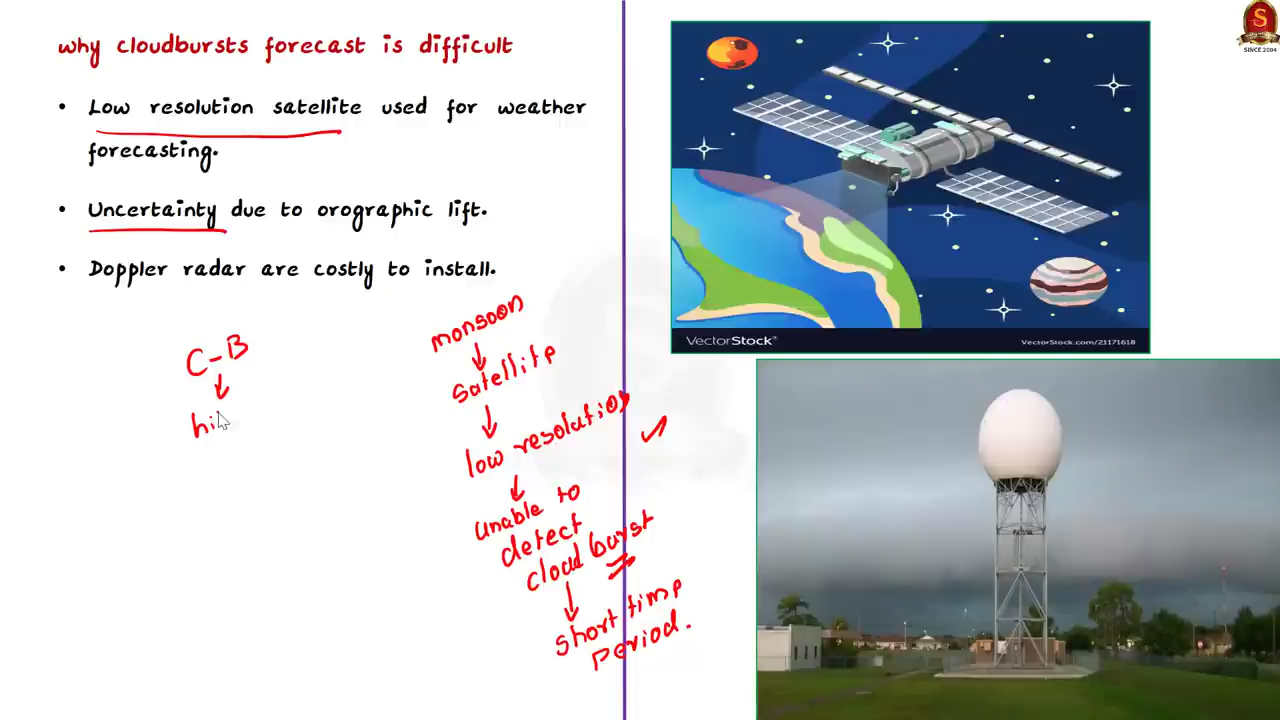 why cloudbursts forecast is difficult
• Low resolution satellite used for weather
forecasting.
• Uncertainty due to orographic lift.
• Doppler radar are costly to install.
C-B
hi
monsoon
satellite
low resolution
unable to
detect
cloud burst
short time
period.
S
SINCE 2004
VectorStock®
VectorStock.com/21171618